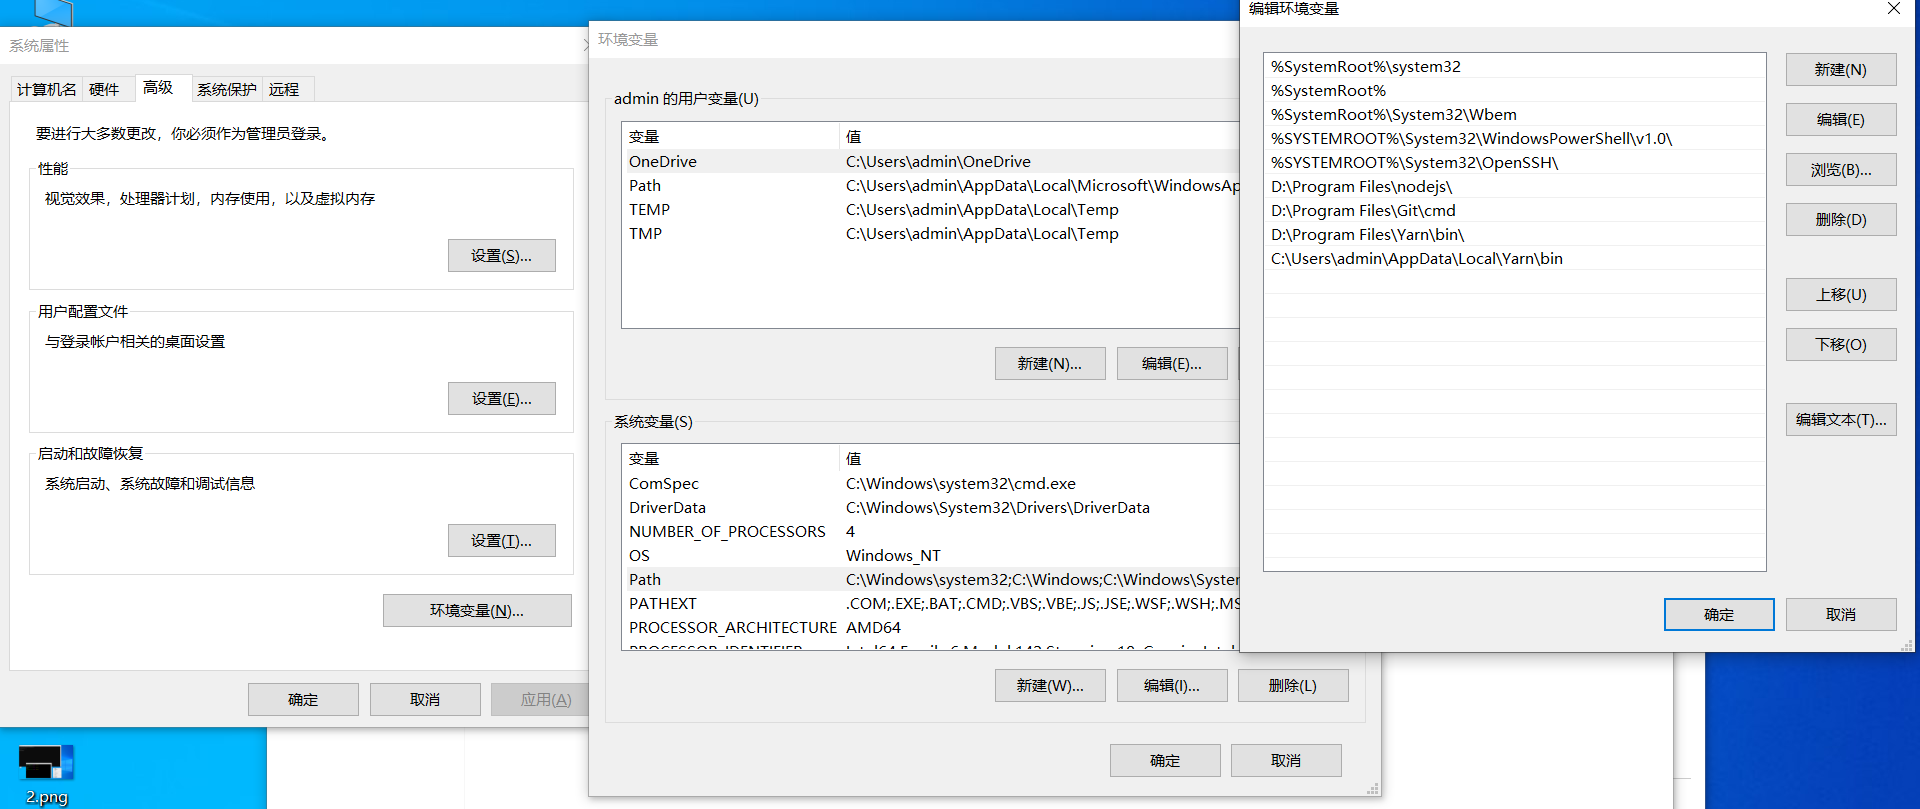 系统属性
计算机名 硬件 高级 系统保护 远程
要进行大多数更改，你必须作为管理员登录。
性能
视觉效果，处理器计划，内存使用，以及虚拟内存
设置(S)...
用户配置文件
与登录帐户相关的桌面设置
设置(E)...
启动和故障恢复
系统启动、系统故障和调试信息
设置(T)...
环境变量(N)...
确定 取消 应用(A)
2.png
环境变量
admin 的用户变量(U)
变量 值
OneDrive C:\Users\admin\OneDrive
Path C:\Users\admin\AppData\Local\Microsoft\WindowsAp
TEMP C:\Users\admin\AppData\Local\Temp
TMP C:\Users\admin\AppData\Local\Temp
新建(N)... 编辑(E)...
系统变量(S)
变量 值
ComSpec C:\Windows\system32\cmd.exe
DriverData C:\Windows\System32\Drivers\DriverData
NUMBER_OF_PROCESSORS 4
OS Windows_NT
Path C:\Windows\system32;C:\Windows;C:\Windows\System
PATHEXT .COM;.EXE;.BAT;.CMD;.VBS;.VBE;.JS;.JSE;.WSF;.WSH;.MS
PROCESSOR_ARCHITECTURE AMD64
新建(W)... 编辑(I)... 删除(L)
确定 取消
编辑环境变量
%SystemRoot%\system32
%SystemRoot%
%SystemRoot%\System32\Wbem
%SYSTEMROOT%\System32\WindowsPowerShell\v1.0\
%SYSTEMROOT%\System32\OpenSSH\
D:\Program Files\nodejs\
D:\Program Files\Git\cmd
D:\Program Files\Yarn\bin\
C:\Users\admin\AppData\Local\Yarn\bin
新建(N)
编辑(E)
浏览(B)...
删除(D)
上移(U)
下移(O)
编辑文本(T)...
确定 取消